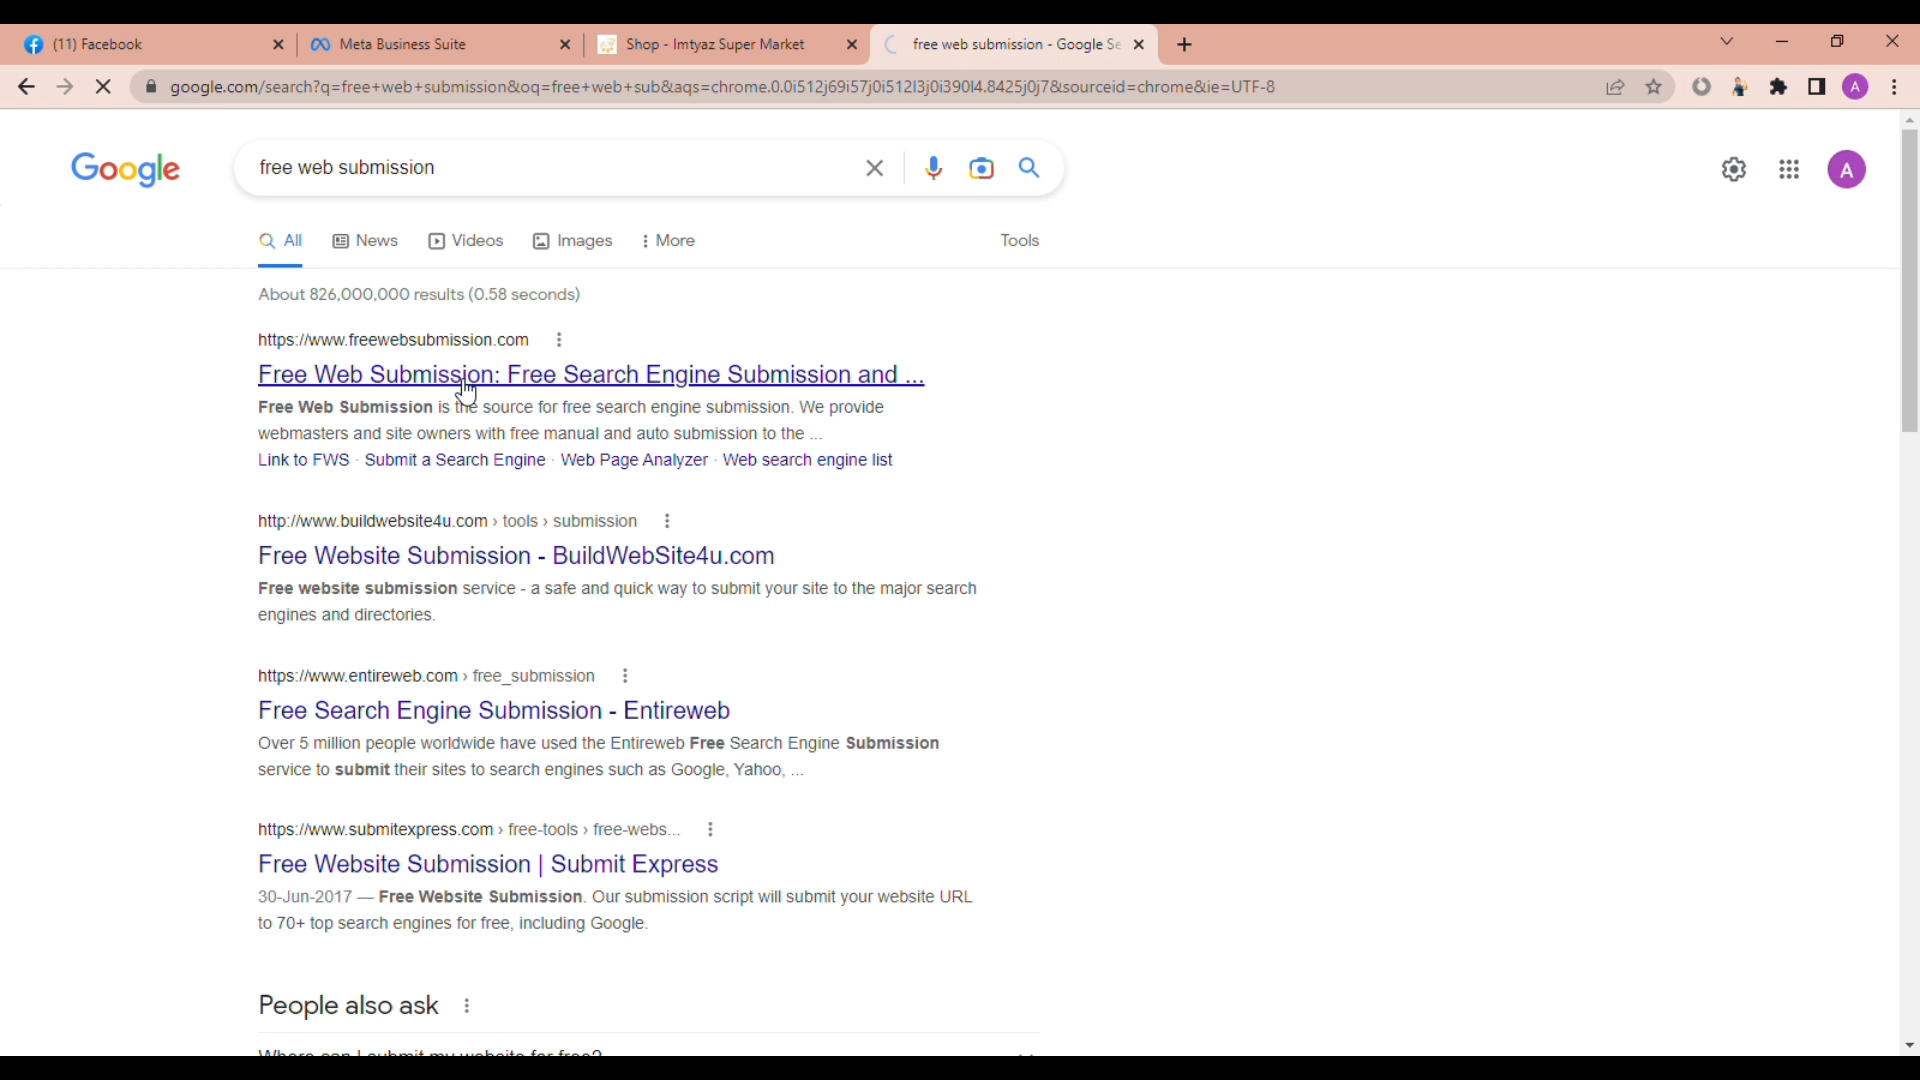 (11) Facebook
Meta Business Suite
Shop - Imtyaz Super Market
free web submission - Google Se
google.com/search?q=free+web+submission&oq=free+web+sub&aqs=chrome.0.0i512j69i57j0i512l3j0i390l4.8425j0j7&sourceid=chrome&ie=UTF-8
A
Google
free web submission
A
All
News
Videos
Images
More
Tools
About 826,000,000 results (0.58 seconds)
https://www.freewebsubmission.com
Free Web Submission: Free Search Engine Submission and ...
Free Web Submission is the source for free search engine submission. We provide
webmasters and site owners with free manual and auto submission to the ...
Link to FWS · Submit a Search Engine · Web Page Analyzer · Web search engine list
http://www.buildwebsite4u.com › tools › submission
Free Website Submission - BuildWebSite4u.com
Free website submission service - a safe and quick way to submit your site to the major search
engines and directories.
https://www.entireweb.com › free_submission
Free Search Engine Submission - Entireweb
Over 5 million people worldwide have used the Entireweb Free Search Engine Submission
service to submit their sites to search engines such as Google, Yahoo, ...
https://www.submitexpress.com › free-tools › free-webs...
Free Website Submission | Submit Express
30-Jun-2017 — Free Website Submission. Our submission script will submit your website URL
to 70+ top search engines for free, including Google.
People also ask
Where can I submit my website for free?